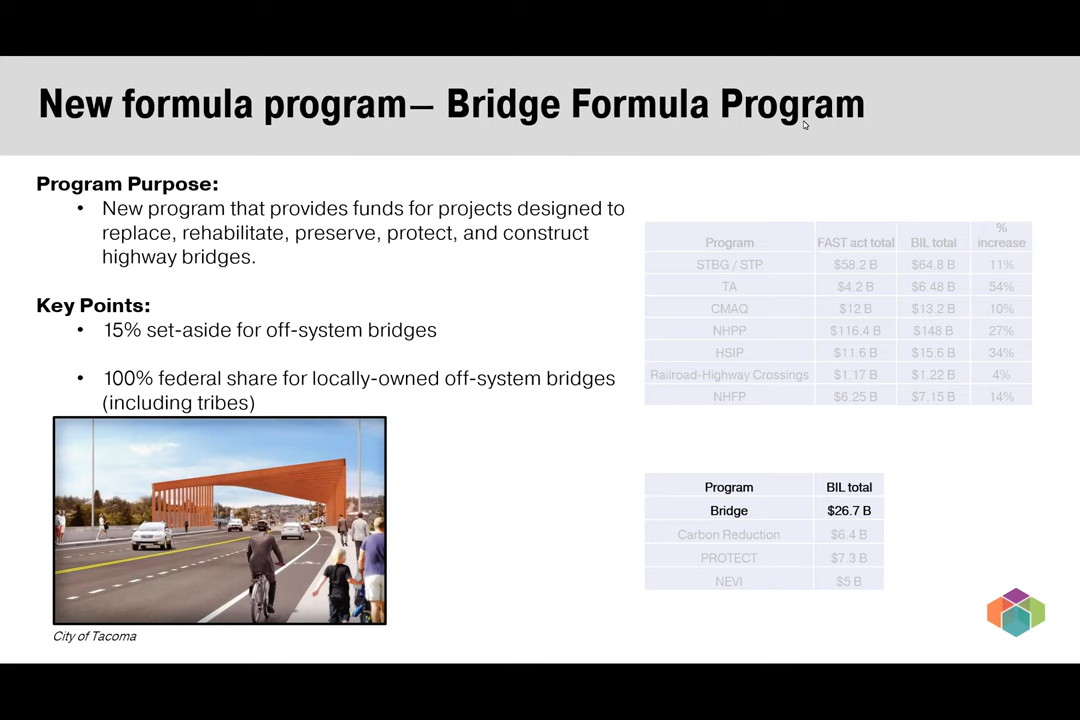 New formula program– Bridge Formula Program
Program Purpose:
• New program that provides funds for projects designed to
replace, rehabilitate, preserve, protect, and construct
highway bridges.
Key Points:
• 15% set-aside for off-system bridges
• 100% federal share for locally-owned off-system bridges
(including tribes)
City of Tacoma
Program FAST act total BIL total % increase
STBG / STP $58.2 B $64.8 B 11%
TA $4.2 B $6.48 B 54%
CMAQ $12 B $13.2 B 10%
NHPP $116.4 B $148 B 27%
HSIP $11.6 B $15.6 B 34%
Railroad-Highway Crossings $1.17 B $1.22 B 4%
NHFP $6.25 B $7.15 B 14%
Program BIL total
Bridge $26.7 B
Carbon Reduction $6.4 B
PROTECT $7.3 B
NEVI $5 B